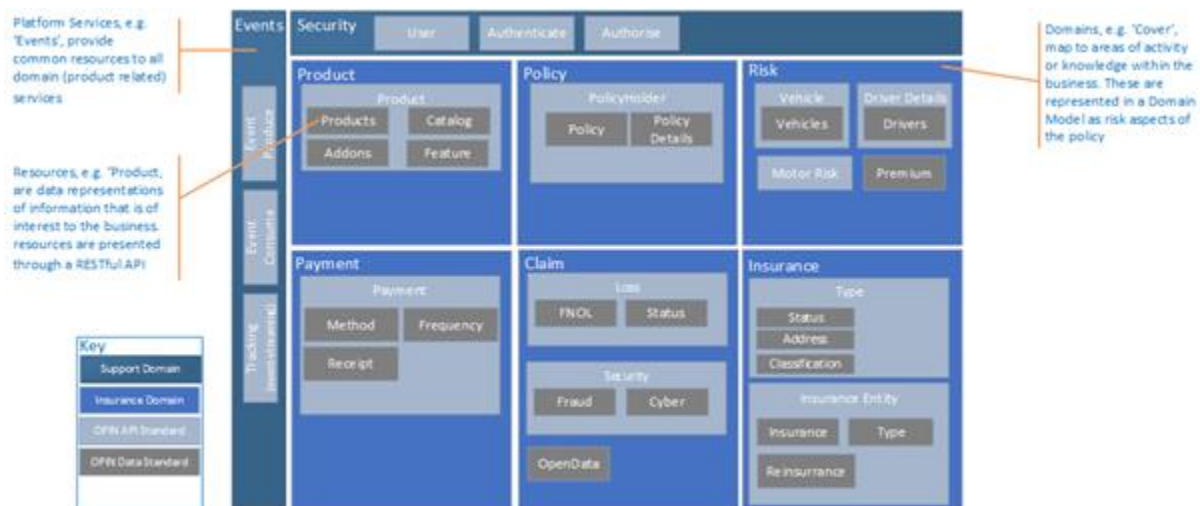 Platform Services, e.g.
'Events', provide
common resources to all
domain (product related)
services
Resources, e.g. 'Product,
are data representations
of information that is of
interest to the business.
resources are presented
through a RESTful API
Key
Support Domain
Insurance Domain
OPIN API Standard
OPIN Data Standard
Events
Event
Produce
Event
Consume
Tracking
(eventstreaming)
Security
User
Authenticate
Authorise
Product
Product
Products
Catalog
Addons
Feature
Policy
PolicyHolder
Policy
Policy
Details
Risk
Vehicle
Vehicles
Driver Details
Drivers
Motor Risk
Premium
Payment
Payment
Method
Frequency
Receipt
Claim
Loss
FNOL
Status
Security
Fraud
Cyber
OpenData
Insurance
Type
Status
Address
Classification
Insurance Entity
Insurance
Type
Reinsurrance
Domains, e.g. 'Cover',
map to areas of activity
or knowledge within the
business. These are
represented in a Domain
Model as risk aspects of
the policy